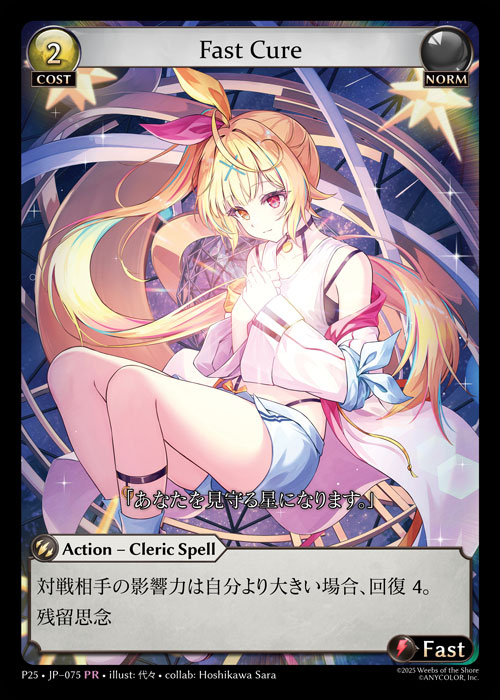 2
COST
Fast Cure
NORM
「あなたを見守る星になります。」
Action – Cleric Spell
対戦相手の影響力は自分より大きい場合、回復 4。
残留思念
Fast
P25 • JP–075 PR • illust: 代々 • collab: Hoshikawa Sara
©2025 Weebs of the Shore
©ANYCOLOR, Inc.